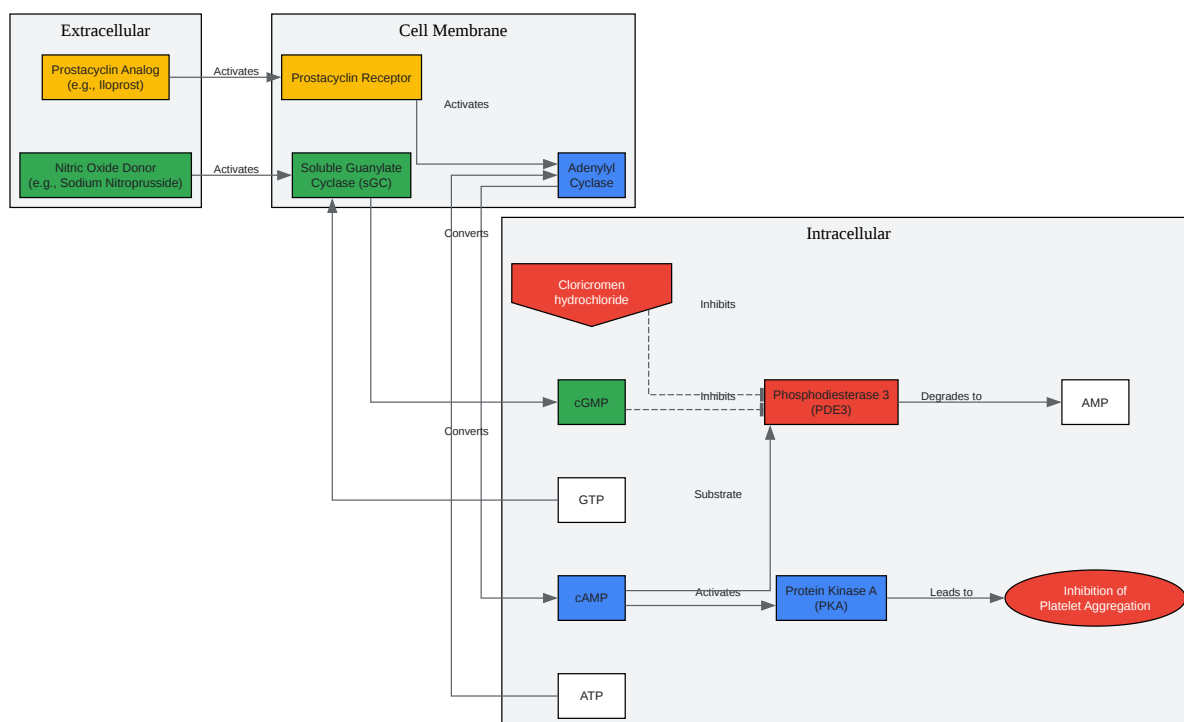 Extracellular
Cell Membrane
Prostacyclin Analog
(e.g., Iloprost)
Activates
Prostacyclin Receptor
Activates
Nitric Oxide Donor
(e.g., Sodium Nitroprusside)
Activates
Soluble Guanylate
Cyclase (sGC)
Adenylyl
Cyclase
Converts
Intracellular
Cloricromen
hydrochloride
Inhibits
cGMP
Inhibits
Phosphodiesterase 3
(PDE3)
Degrades to
AMP
Converts
GTP
Substrate
cAMP
Activates
Protein Kinase A
(PKA)
Leads to
Inhibition of
Platelet Aggregation
ATP